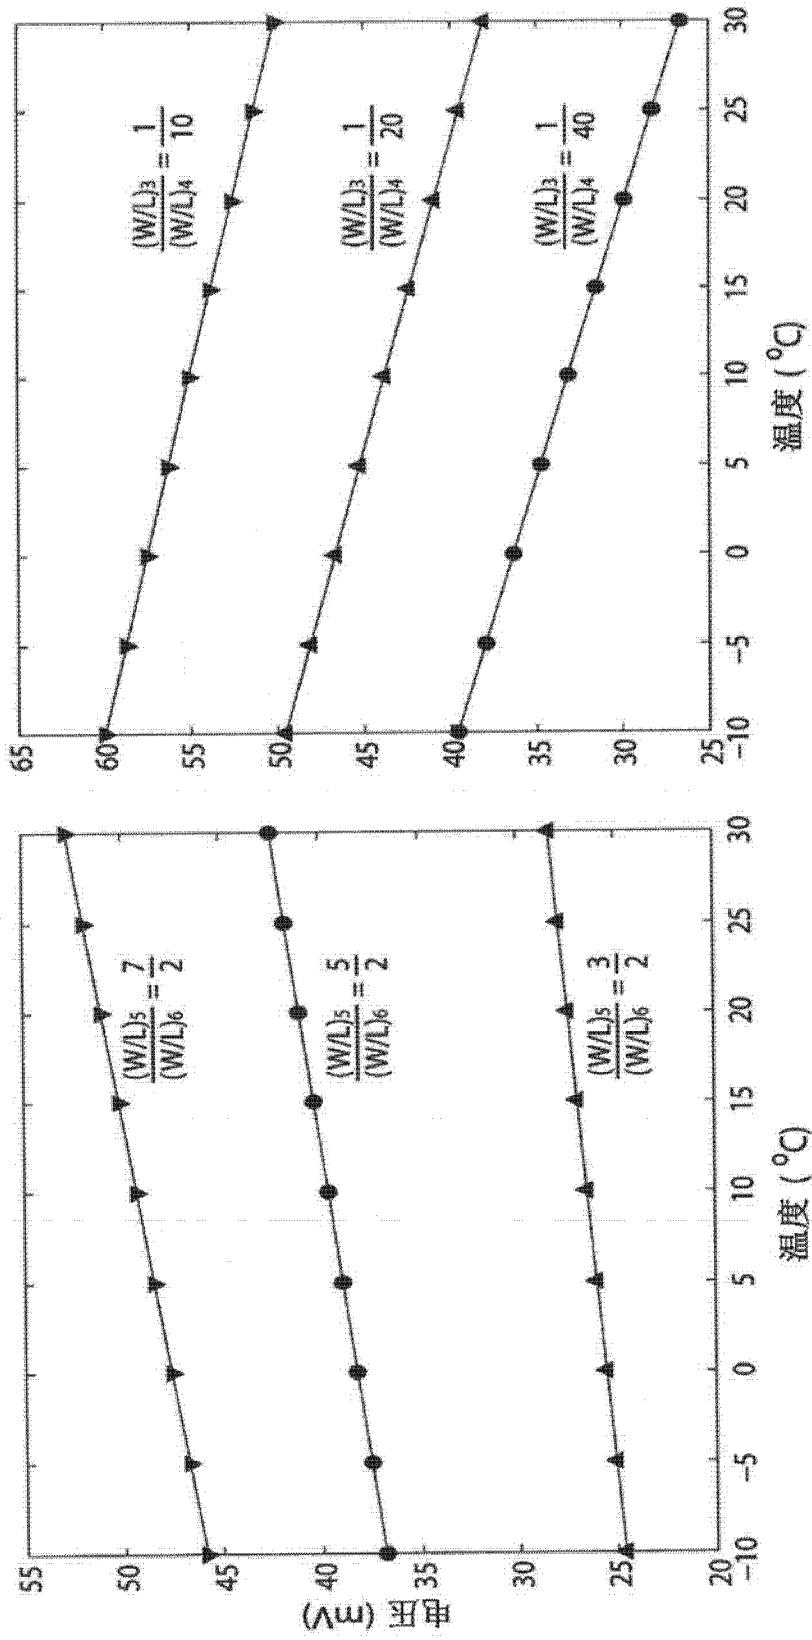 电压 (mV)
55
50
45
40
35
30
25
20
(W/L)5 / (W/L)6 = 7/2
(W/L)5 / (W/L)6 = 5/2
(W/L)5 / (W/L)6 = 3/2
−10 −5 0 5 10 15 20 25 30
温度 ( °C)
65
60
55
50
45
40
35
30
25
(W/L)3 / (W/L)4 = 1/10
(W/L)3 / (W/L)4 = 1/20
(W/L)3 / (W/L)4 = 1/40
−10 −5 0 5 10 15 20 25 30
温度 ( °C)